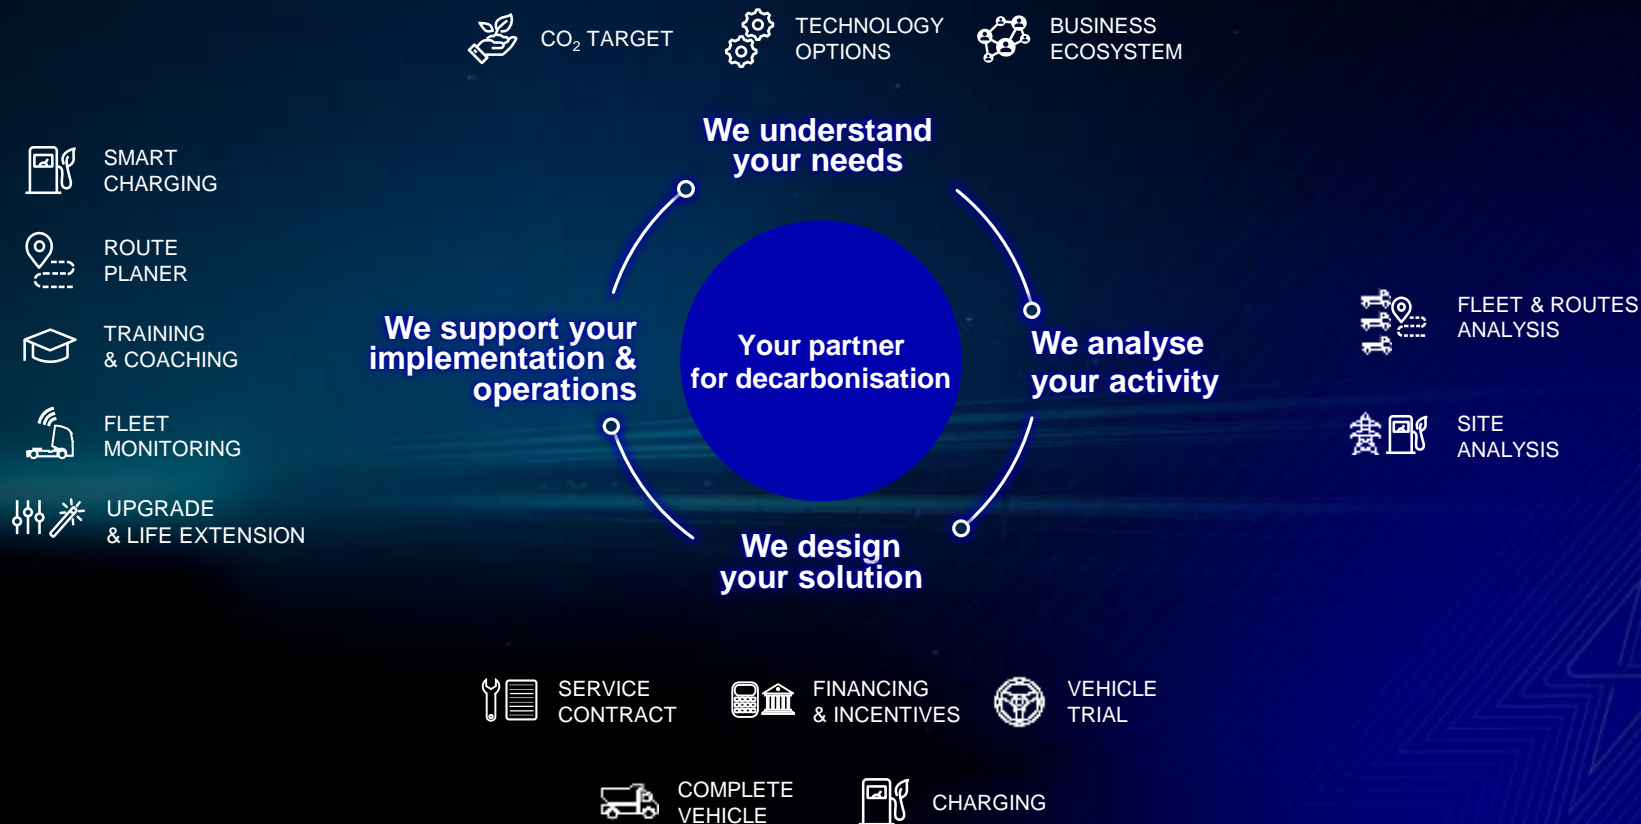 CO₂ TARGET
TECHNOLOGY
OPTIONS
BUSINESS
ECOSYSTEM
We understand
your needs
SMART
CHARGING
ROUTE
PLANER
TRAINING
& COACHING
FLEET
MONITORING
UPGRADE
& LIFE EXTENSION
We support your
implementation &
operations
Your partner
for decarbonisation
We analyse
your activity
FLEET & ROUTES
ANALYSIS
SITE
ANALYSIS
We design
your solution
SERVICE
CONTRACT
FINANCING
& INCENTIVES
VEHICLE
TRIAL
COMPLETE
VEHICLE
CHARGING